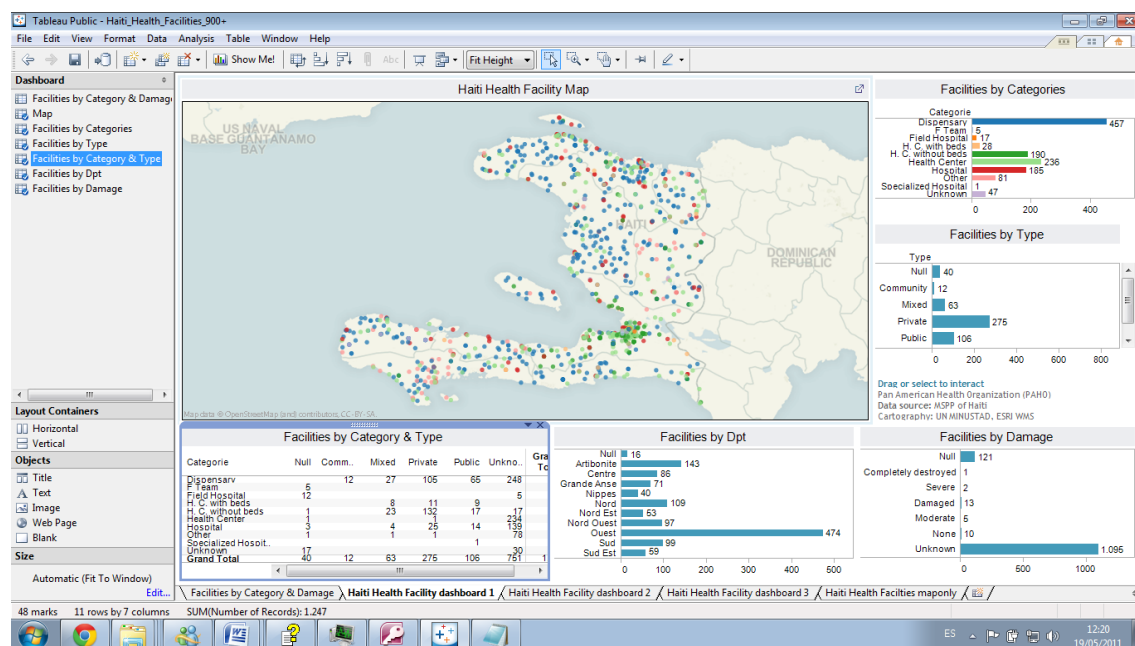 Tableau Public - Haiti_Health_Facilities_900+
File Edit View Format Data Analysis Table Window Help
Show Me! Abc Fit Height
Dashboard
Facilities by Category & Damag
Map
Facilities by Categories
Facilities by Type
Facilities by Category & Type
Facilities by Dpt
Facilities by Damage
Layout Containers
Horizontal
Vertical
Objects
Title
Text
Image
Web Page
Blank
Size
Automatic (Fit To Window)
Edit...
Haiti Health Facility Map
US NAVAL
BASE GUANTANAMO
BAY
HAITI
DOMINICAN
REPUBLIC
Map data © OpenStreetMap (and) contributors, CC-BY-SA.
Facilities by Categories
Categorie
Dispensary 457
F Team 5
Field Hospital 17
H. C. with beds 28
H. C. without beds 190
Health Center 236
Hospital 185
Other 81
Specialized Hospital 1
Unknown 47
0 200 400
Facilities by Type
Type
Null 40
Community 12
Mixed 63
Private 275
Public 106
0 200 400 600 800
Drag or select to interact
Pan American Health Organization (PAHO)
Data source: MSPP of Haiti
Cartography: UN MINUSTAD, ESRI WMS
Facilities by Category & Type
Categorie Null Comm.. Mixed Private Public Unkno.. Gra
To
Dispensary 12 27 105 65 248
F Team 5
Field Hospital 12 5
H. C. with beds 8 11 9
H. C. without beds 1 23 132 17 17
Health Center 1 1 234
Hospital 3 4 25 14 139
Other 1 1 1 78
Specialized Hospit.. 1
Unknown 17 30
Grand Total 40 12 63 275 106 751 1
Facilities by Dpt
Null 16
Artibonite 143
Centre 86
Grande Anse 71
Nippes 40
Nord 109
Nord Est 53
Nord Ouest 97
Ouest 474
Sud 99
Sud Est 59
0 100 200 300 400 500
Facilities by Damage
Null 121
Completely destroyed 1
Severe 2
Damaged 13
Moderate 5
None 10
Unknown 1.095
0 500 1000
Facilities by Category & Damage Haiti Health Facility dashboard 1 Haiti Health Facility dashboard 2 Haiti Health Facility dashboard 3 Haiti Health Facilties maponly
48 marks 11 rows by 7 columns SUM(Number of Records): 1.247
ES 12:20
19/05/2011